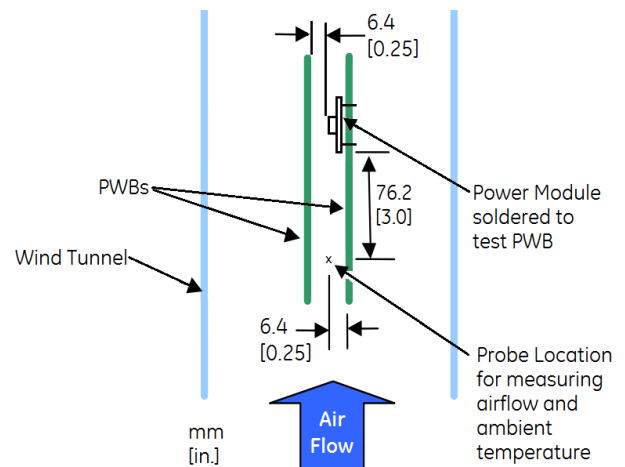 6.4
[0.25]
PWBs
76.2
[3.0]
Power Module
soldered to
test PWB
Wind Tunnel
x
6.4
[0.25]
Probe Location
for measuring
airflow and
ambient
temperature
Air
Flow
mm
[in.]